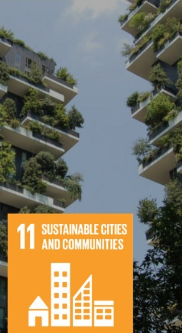 11 SUSTAINABLE CITIES
AND COMMUNITIES